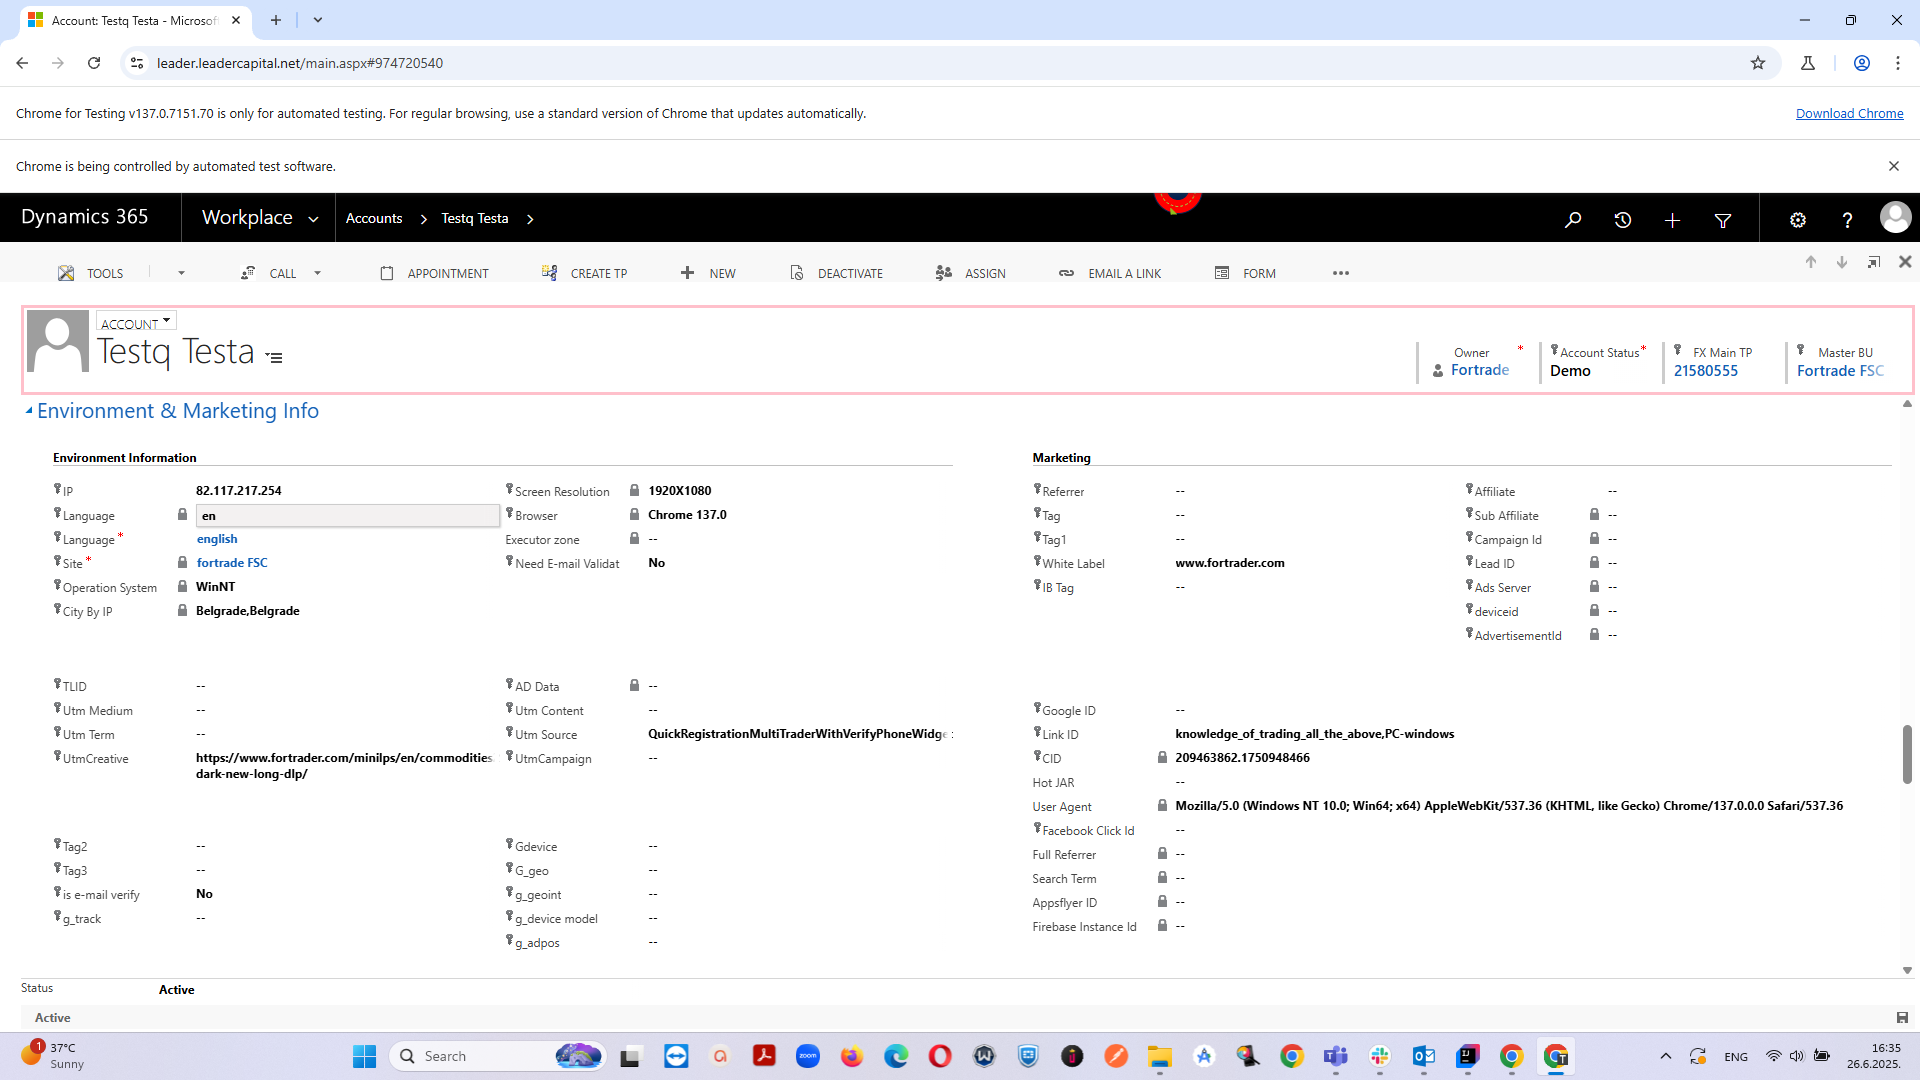 Account: Testq Testa - Microsof
leader.leadercapital.net/main.aspx#974720540
Chrome for Testing v137.0.7151.70 is only for automated testing. For regular browsing, use a standard version of Chrome that updates automatically.
Download Chrome
Chrome is being controlled by automated test software.
Dynamics 365
Workplace
Accounts
Testq Testa
TOOLS
CALL
APPOINTMENT
CREATE TP
NEW
DEACTIVATE
ASSIGN
EMAIL A LINK
FORM
ACCOUNT
Testq Testa
Owner *
Fortrade
Account Status *
Demo
FX Main TP
21580555
Master BU
Fortrade FSC
Environment & Marketing Info
Environment Information
IP 82.117.217.254
Language en
Language * english
Site * fortrade FSC
Operation System WinNT
City By IP Belgrade,Belgrade
Screen Resolution 1920X1080
Browser Chrome 137.0
Executor zone --
Need E-mail Validat No
Marketing
Referrer --
Tag --
Tag1 --
White Label www.fortrader.com
IB Tag --
Affiliate --
Sub Affiliate --
Campaign Id --
Lead ID --
Ads Server --
deviceid --
AdvertisementId --
TLID --
Utm Medium --
Utm Term --
UtmCreative https://www.fortrader.com/minilps/en/commodities
dark-new-long-dlp/
AD Data --
Utm Content --
Utm Source QuickRegistrationMultiTraderWithVerifyPhoneWidge
UtmCampaign --
Google ID --
Link ID knowledge_of_trading_all_the_above,PC-windows
CID 209463862.1750948466
Hot JAR --
User Agent Mozilla/5.0 (Windows NT 10.0; Win64; x64) AppleWebKit/537.36 (KHTML, like Gecko) Chrome/137.0.0.0 Safari/537.36
Facebook Click Id --
Full Referrer --
Search Term --
Appsflyer ID --
Firebase Instance Id --
Tag2 --
Tag3 --
is e-mail verify No
g_track --
Gdevice --
G_geo --
g_geoint --
g_device model --
g_adpos --
Status Active
Active
1
37°C
Sunny
Search
zoom
ENG
16:35
26.6.2025.